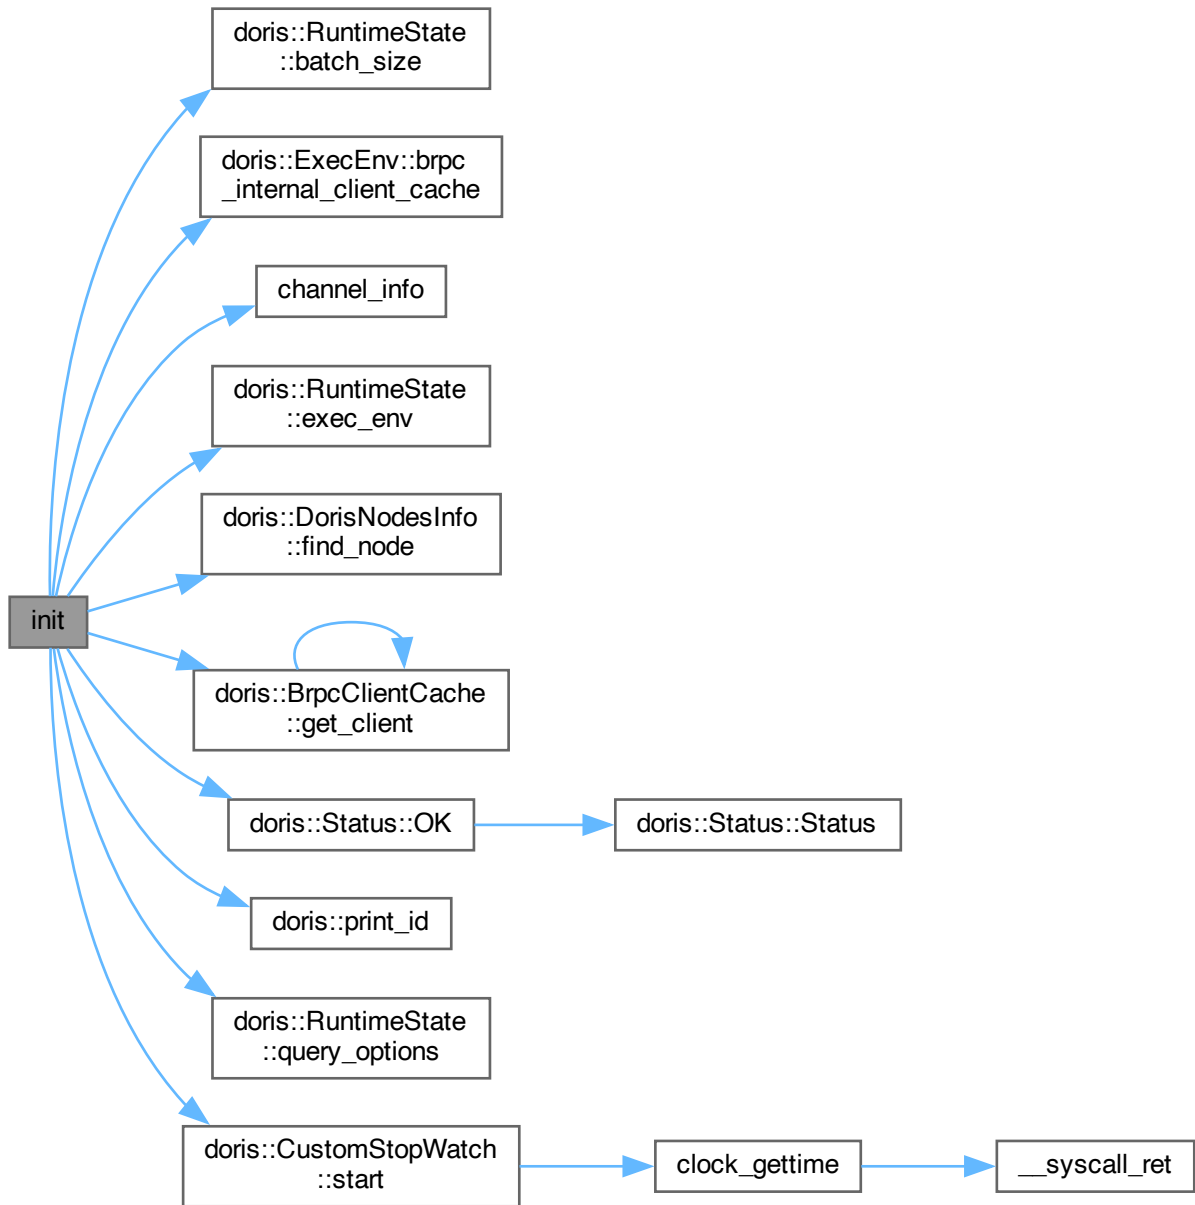 doris::RuntimeState
::batch_size
doris::ExecEnv::brpc
_internal_client_cache
channel_info
doris::RuntimeState
::exec_env
doris::DorisNodesInfo
::find_node
init
doris::BrpcClientCache
::get_client
doris::Status::OK
doris::Status::Status
doris::print_id
doris::RuntimeState
::query_options
doris::CustomStopWatch
::start
clock_gettime
__syscall_ret